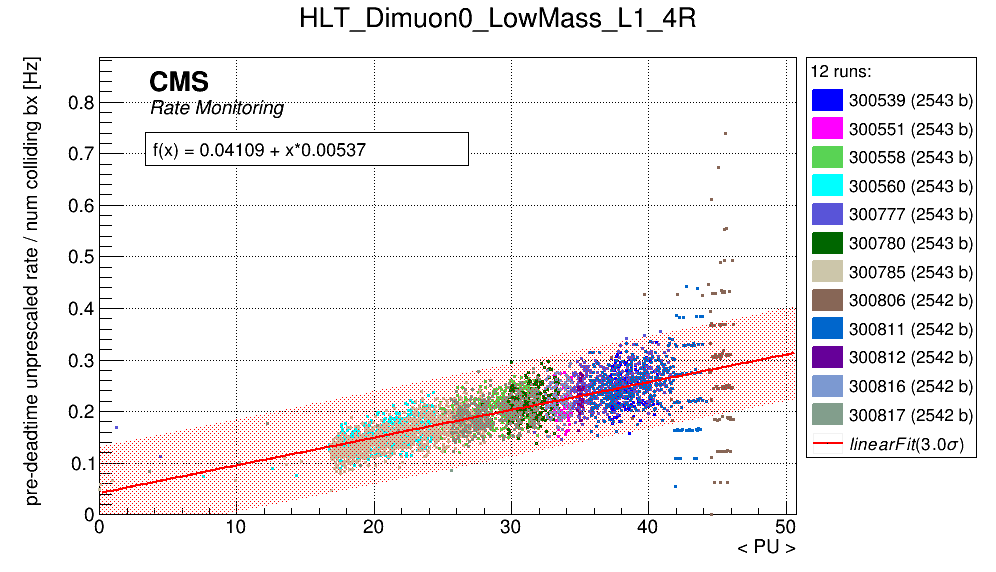 HLT_Dimuon0_LowMass_L1_4R
pre-deadtime unprescaled rate / num colliding bx [Hz]
CMS
Rate Monitoring
f(x) = 0.04109 + x*0.00537
0.8
0.7
0.6
0.5
0.4
0.3
0.2
0.1
0
0 10 20 30 40 50
< PU >
12 runs:
300539 (2543 b)
300551 (2543 b)
300558 (2543 b)
300560 (2543 b)
300777 (2543 b)
300780 (2543 b)
300785 (2543 b)
300806 (2542 b)
300811 (2542 b)
300812 (2542 b)
300816 (2542 b)
300817 (2542 b)
linearFit(3.0σ)